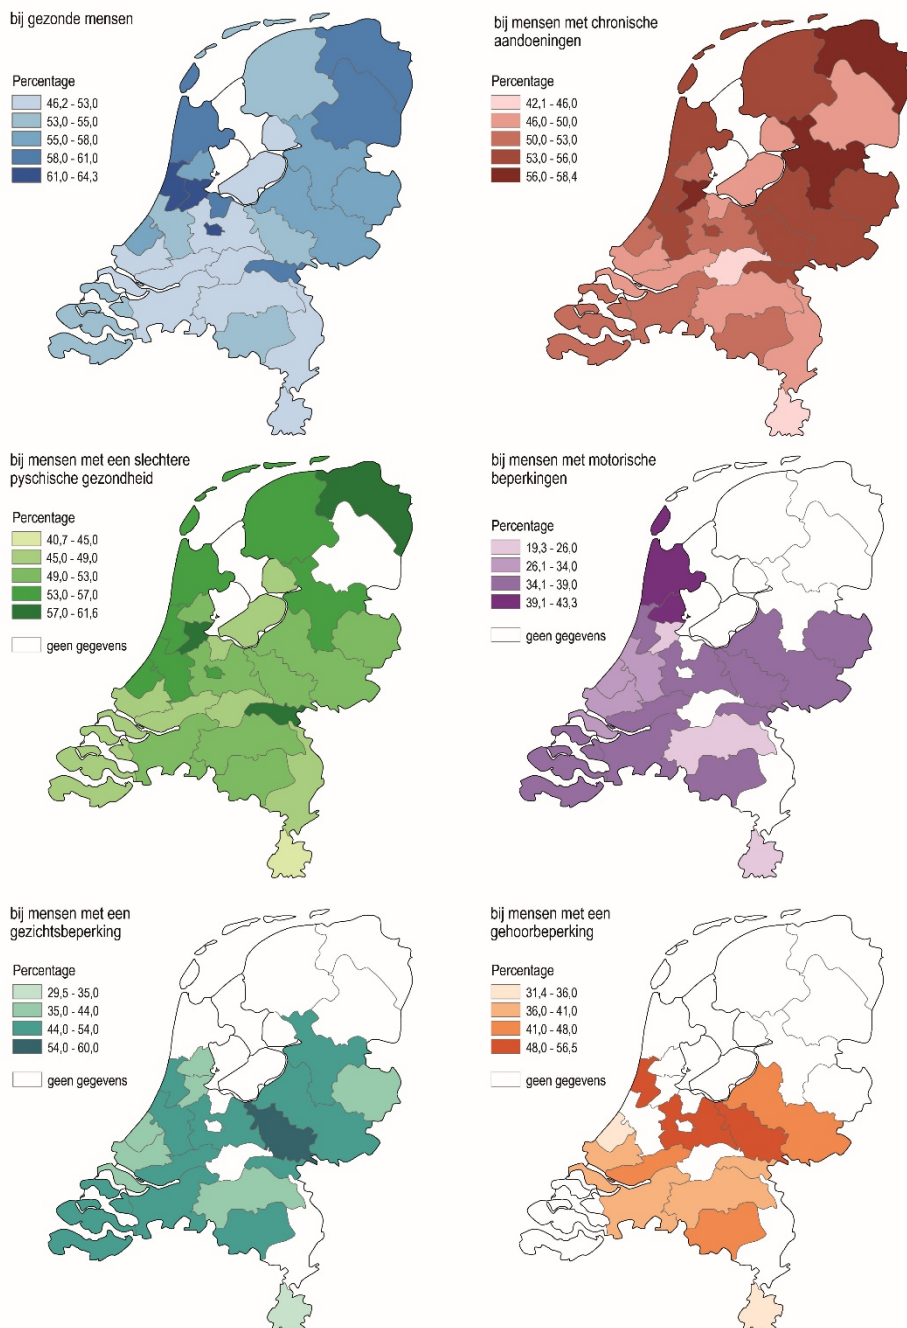 bij gezonde mensen
Percentage
46,2 - 53,0
53,0 - 55,0
55,0 - 58,0
58,0 - 61,0
61,0 - 64,3
bij mensen met chronische
aandoeningen
Percentage
42,1 - 46,0
46,0 - 50,0
50,0 - 53,0
53,0 - 56,0
56,0 - 58,4
bij mensen met een slechtere
pyschische gezondheid
Percentage
40,7 - 45,0
45,0 - 49,0
49,0 - 53,0
53,0 - 57,0
57,0 - 61,6
geen gegevens
bij mensen met motorische
beperkingen
Percentage
19,3 - 26,0
26,1 - 34,0
34,1 - 39,0
39,1 - 43,3
geen gegevens
bij mensen met een
gezichtsbeperking
Percentage
29,5 - 35,0
35,0 - 44,0
44,0 - 54,0
54,0 - 60,0
geen gegevens
bij mensen met een
gehoorbeperking
Percentage
31,4 - 36,0
36,0 - 41,0
41,0 - 48,0
48,0 - 56,5
geen gegevens